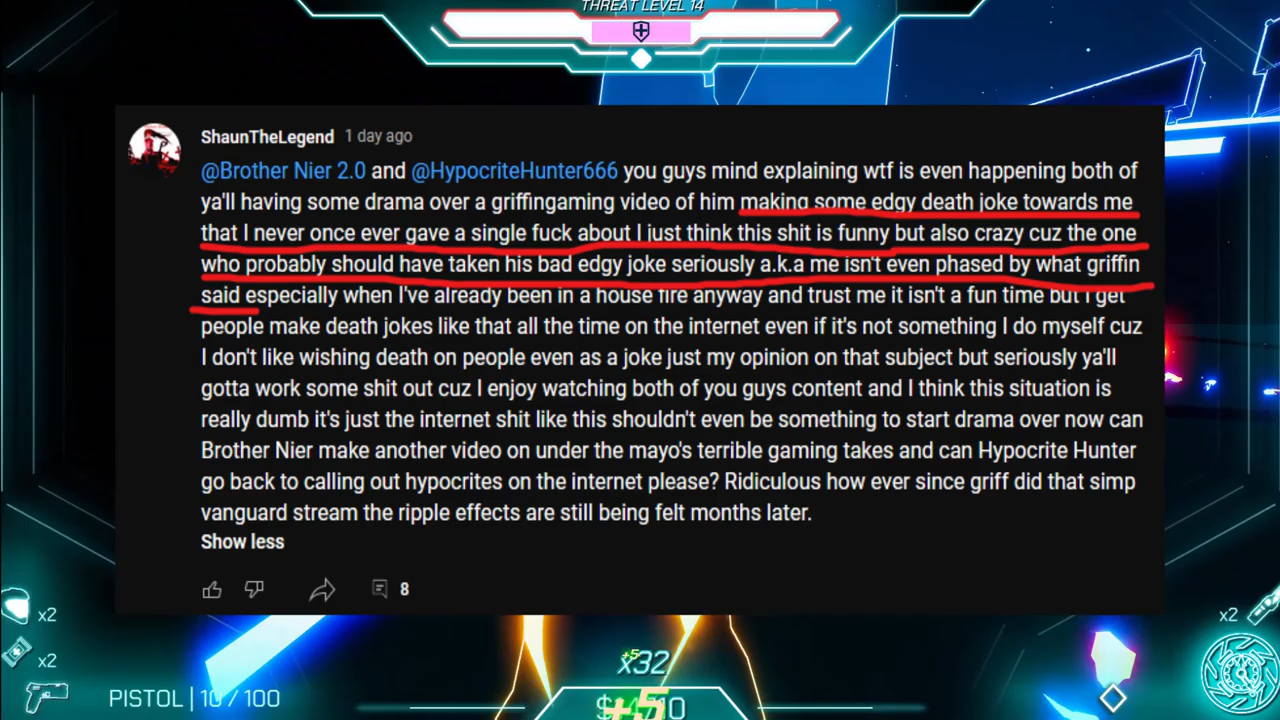 THREAT LEVEL 14
ShaunTheLegend 1 day ago
@Brother Nier 2.0 and @HypocriteHunter666 you guys mind explaining wtf is even happening both of
ya'll having some drama over a griffingaming video of him making some edgy death joke towards me
that I never once ever gave a single fuck about I just think this shit is funny but also crazy cuz the one
who probably should have taken his bad edgy joke seriously a.k.a me isn't even phased by what griffin
said especially when I've already been in a house fire anyway and trust me it isn't a fun time but I get
people make death jokes like that all the time on the internet even if it's not something I do myself cuz
I don't like wishing death on people even as a joke just my opinion on that subject but seriously ya'll
gotta work some shit out cuz I enjoy watching both of you guys content and I think this situation is
really dumb it's just the internet shit like this shouldn't even be something to start drama over now can
Brother Nier make another video on under the mayo's terrible gaming takes and can Hypocrite Hunter
go back to calling out hypocrites on the internet please? Ridiculous how ever since griff did that simp
vanguard stream the ripple effects are still being felt months later.
Show less
8
x2
x2
x2
+5
x32
PISTOL | 10 / 100
+5